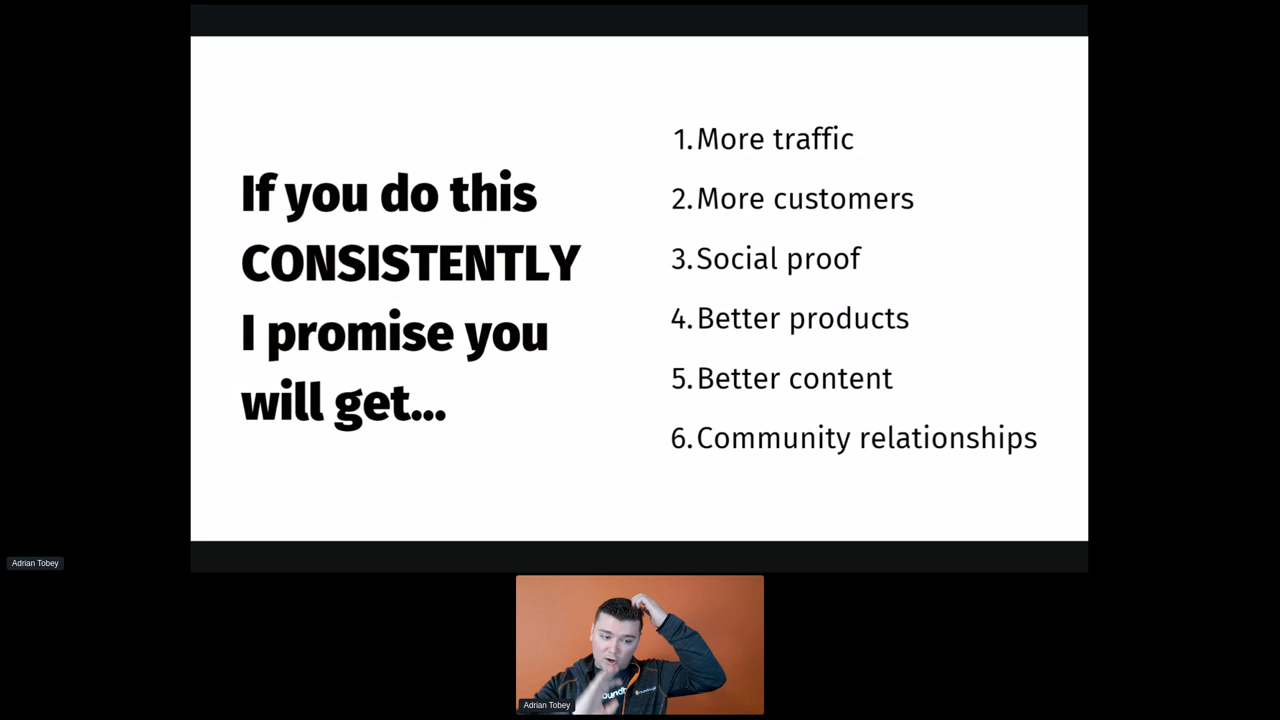 If you do this
CONSISTENTLY
I promise you
will get...
1. More traffic
2. More customers
3. Social proof
4. Better products
5. Better content
6. Community relationships
Adrian Tobey
Adrian Tobey